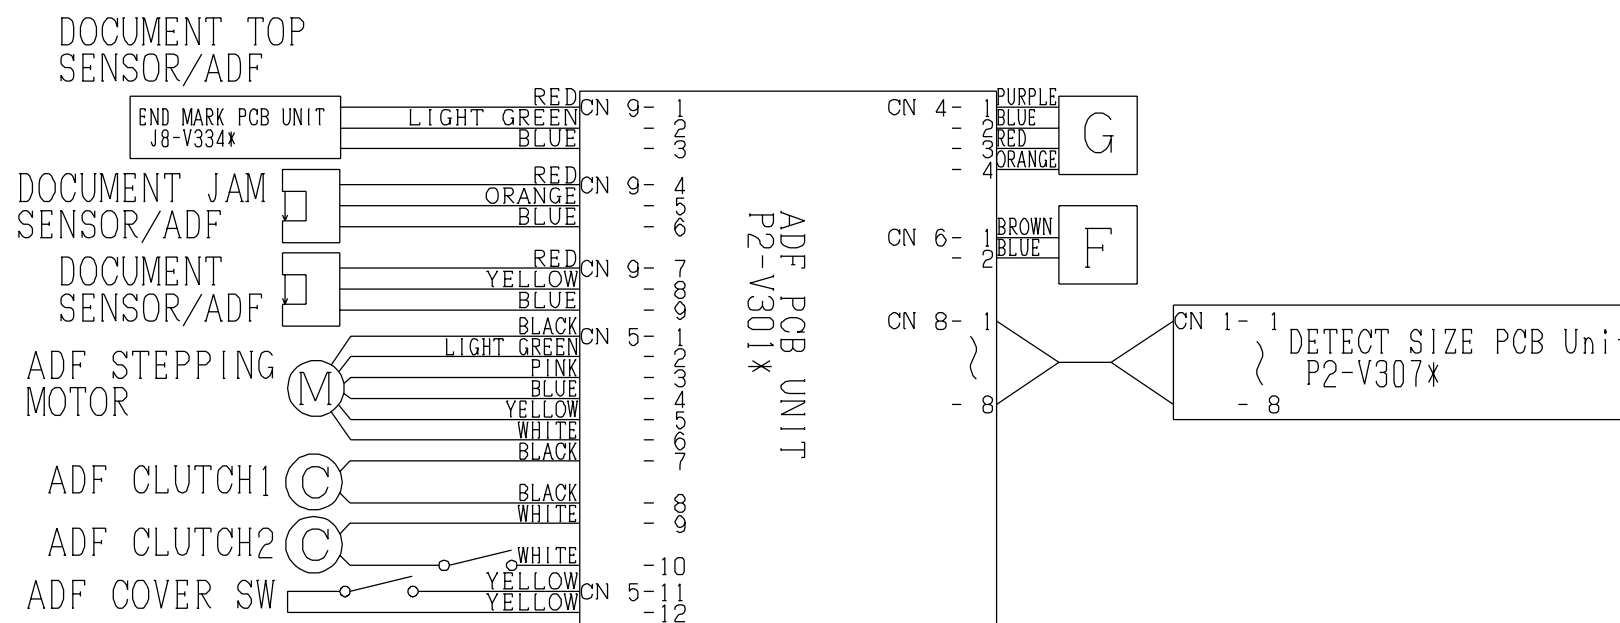 DOCUMENT TOP
SENSOR/ADF
END MARK PCB UNIT
J8-V334*
RED
LIGHT GREEN
BLUE
CN 9- 1
- 2
- 3
DOCUMENT JAM
SENSOR/ADF
RED
ORANGE
BLUE
CN 9- 4
- 5
- 6
DOCUMENT
SENSOR/ADF
RED
YELLOW
BLUE
CN 9- 7
- 8
- 9
ADF STEPPING
MOTOR
M
BLACK
LIGHT GREEN
PINK
BLUE
YELLOW
WHITE
CN 5- 1
- 2
- 3
- 4
- 5
- 6
ADF CLUTCH1
C
BLACK
BLACK
- 7
- 8
ADF CLUTCH2
C
WHITE
WHITE
- 9
-10
ADF COVER SW
YELLOW
YELLOW
CN 5-11
-12
ADF PCB UNIT
P2-V301*
CN 4- 1
- 2
- 3
- 4
PURPLE
BLUE
RED
ORANGE
G
CN 6- 1
- 2
BROWN
BLUE
F
CN 8- 1
- 8
CN 1- 1
- 8
DETECT SIZE PCB Uni
P2-V307*